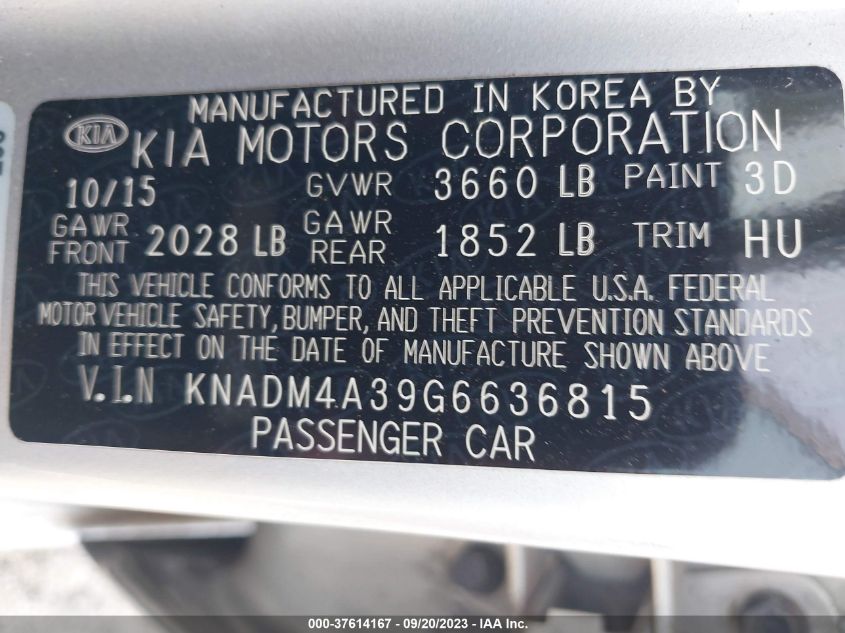 MANUFACTURED IN KOREA BY
KIA KIA MOTORS CORPORATION
10/15 GVWR 3660 LB PAINT 3D
GAWR FRONT 2028 LB GAWR REAR 1852 LB TRIM HU
THIS VEHICLE CONFORMS TO ALL APPLICABLE U.S.A. FEDERAL
MOTOR VEHICLE SAFETY, BUMPER, AND THEFT PREVENTION STANDARDS
IN EFFECT ON THE DATE OF MANUFACTURE SHOWN ABOVE
V.I.N KNADM4A39G6636815
PASSENGER CAR
000-37614167 - 09/20/2023 - IAA Inc.